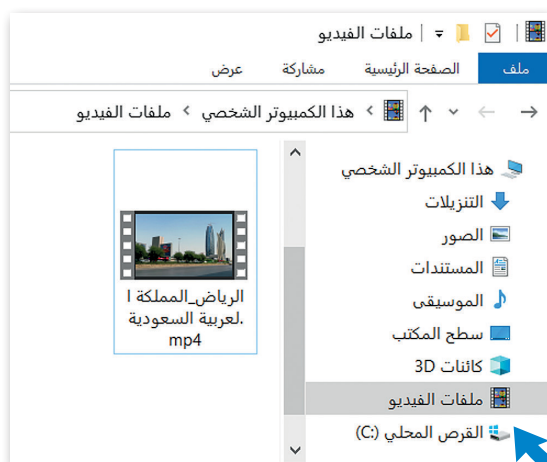 ملفات الفيديو
ملف الصفحة الرئيسية مشاركة عرض
هذا الكمبيوتر الشخصي > ملفات الفيديو
هذا الكمبيوتر الشخصي
التنزيلات
الصور
المستندات
الموسيقى
سطح المكتب
كائنات 3D
ملفات الفيديو
القرص المحلي (C:)
الرياض_المملكة ا
لعربية السعودية.
mp4